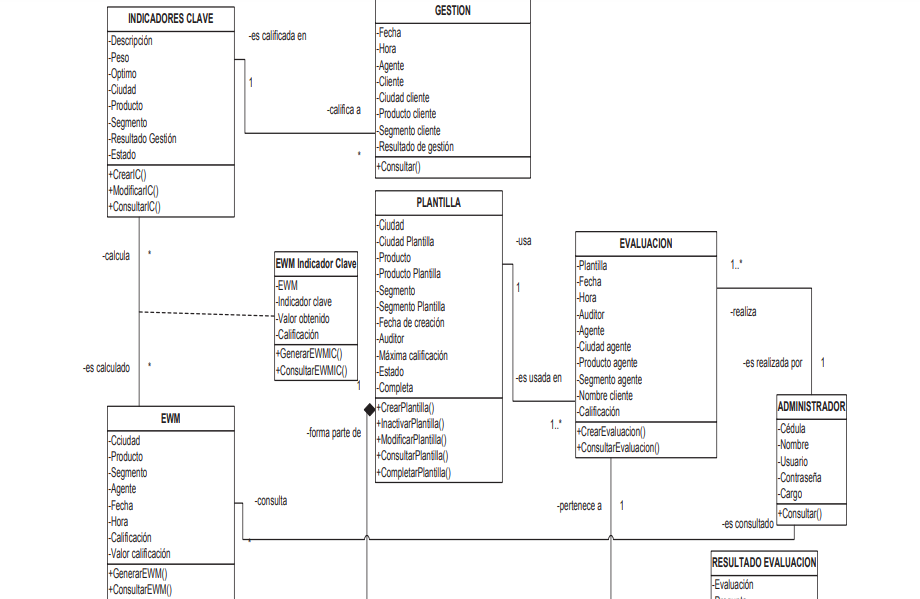 INDICADORES CLAVE
-Descripción
-Peso
-Optimo
-Ciudad
-Producto
-Segmento
-Resultado Gestión
-Estado
+CrearIC()
+ModificarIC()
+ConsultarIC()
-es calificada en
1
-califica a
*
GESTION
-Fecha
-Hora
-Agente
-Cliente
-Ciudad cliente
-Producto cliente
-Segmento cliente
-Resultado de gestión
+Consultar()
-calcula
*
-es calculado
*
EWM Indicador Clave
-EWM
-Indicador clave
-Valor obtenido
-Calificación
+GenerarEWMIC()
+ConsultarEWMIC()
PLANTILLA
-Ciudad
-Ciudad Plantilla
-Producto
-Producto Plantilla
-Segmento
-Segmento Plantilla
-Fecha de creación
-Auditor
-Máxima calificación
-Estado
-Completa
+CrearPlantilla()
+InactivarPlantilla()
+ModificarPlantilla()
+ConsultarPlantilla()
+CompletarPlantilla()
1
-forma parte de
-usa
1
-es usada en
1..*
EVALUACION
-Plantilla
-Fecha
-Hora
-Auditor
-Agente
-Ciudad agente
-Producto agente
-Segmento agente
-Nombre cliente
-Calificación
+CrearEvaluacion()
+ConsultarEvaluacion()
1..*
-realiza
-es realizada por
1
ADMINISTRADOR
-Cédula
-Nombre
-Usuario
-Contraseña
-Cargo
+Consultar()
EWM
-Cciudad
-Producto
-Segmento
-Agente
-Fecha
-Hora
-Calificación
-Valor calificación
+GenerarEWM()
+ConsultarEWM()
-consulta
*
-pertenece a
1
-es consultado
RESULTADO EVALUACION
-Evaluación